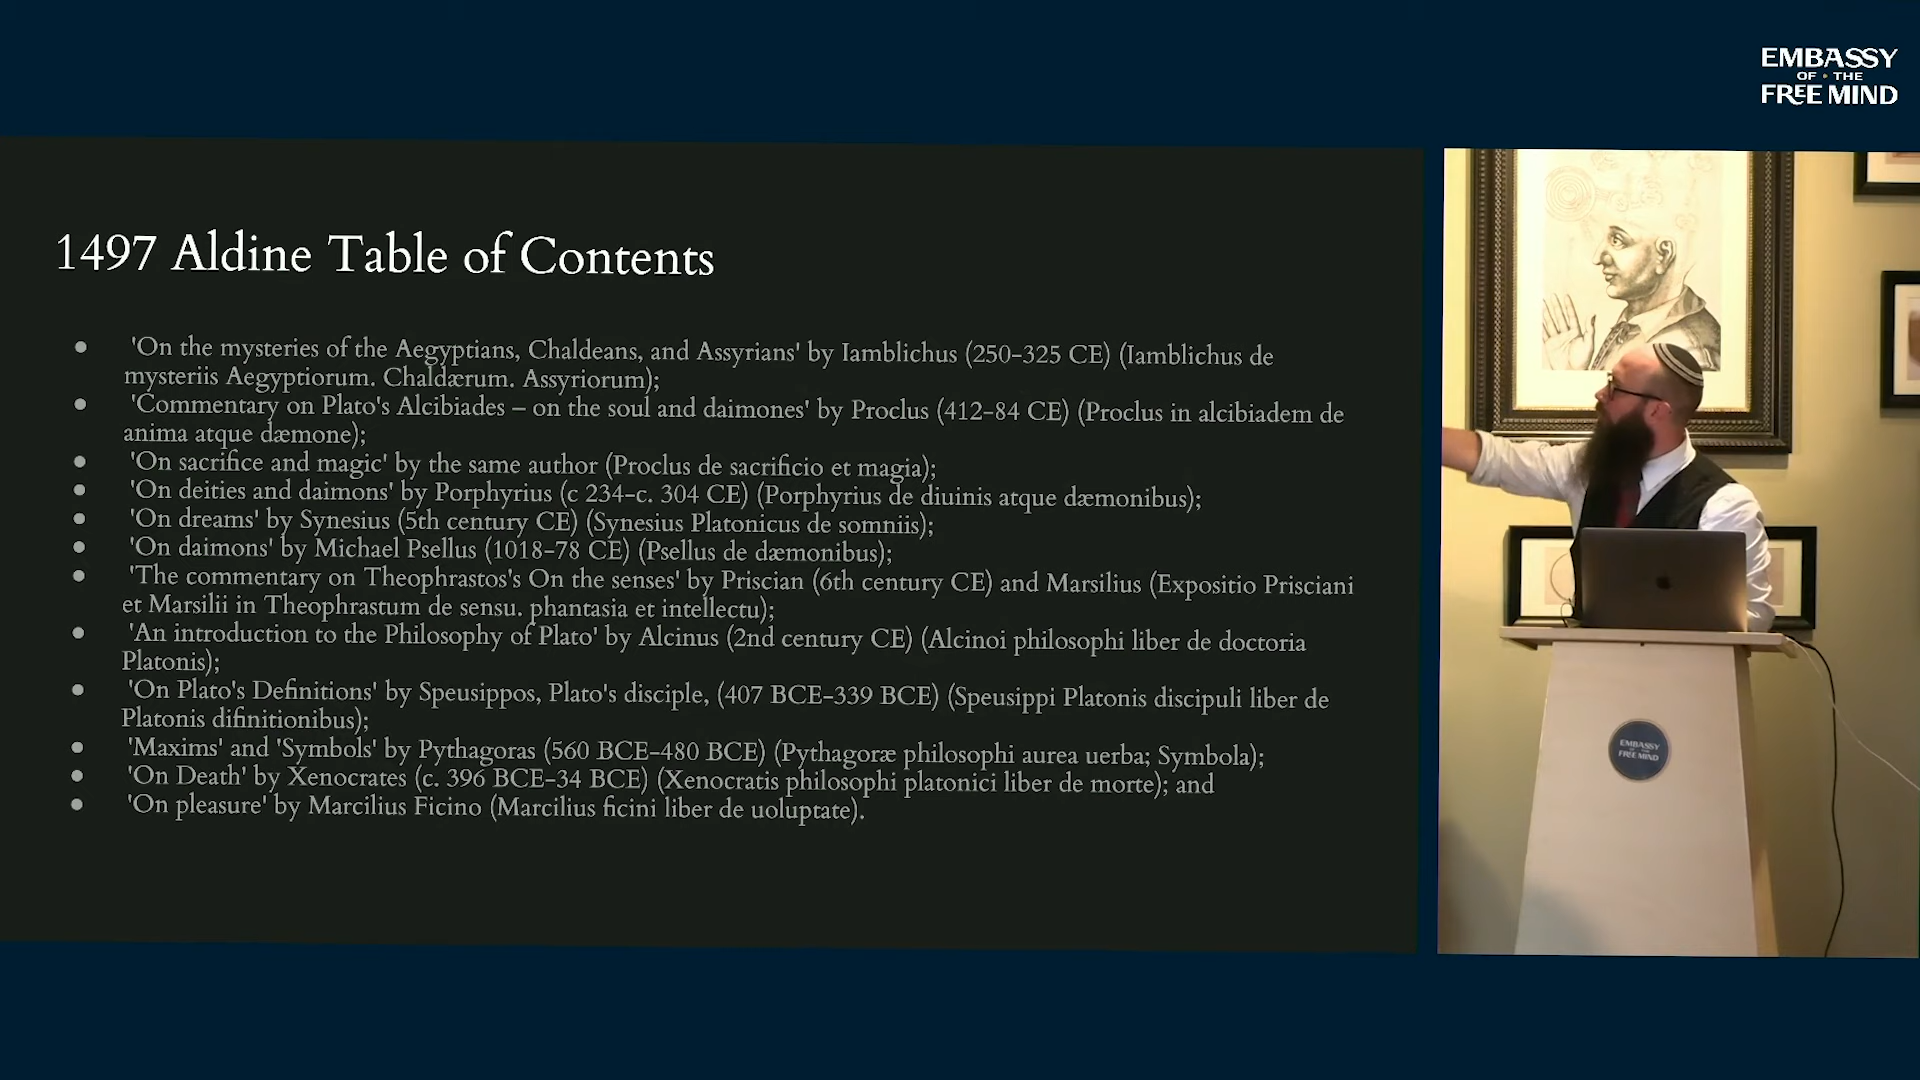 EMBASSY
OF • THE
FREE MIND
1497 Aldine Table of Contents
● 'On the mysteries of the Aegyptians, Chaldeans, and Assyrians' by Iamblichus (250-325 CE) (Iamblichus de
mysteriis Aegyptiorum. Chaldærum. Assyriorum);
● 'Commentary on Plato's Alcibiades – on the soul and daimones' by Proclus (412-84 CE) (Proclus in alcibiadem de
anima atque dæmone);
● 'On sacrifice and magic' by the same author (Proclus de sacrificio et magia);
● 'On deities and daimons' by Porphyrius (c 234-c. 304 CE) (Porphyrius de diuinis atque dæmonibus);
● 'On dreams' by Synesius (5th century CE) (Synesius Platonicus de somniis);
● 'On daimons' by Michael Psellus (1018-78 CE) (Psellus de dæmonibus);
● 'The commentary on Theophrastos's On the senses' by Priscian (6th century CE) and Marsilius (Expositio Prisciani
et Marsilii in Theophrastum de sensu. phantasia et intellectu);
● 'An introduction to the Philosophy of Plato' by Alcinus (2nd century CE) (Alcinoi philosophi liber de doctoria
Platonis);
● 'On Plato's Definitions' by Speusippos, Plato's disciple, (407 BCE-339 BCE) (Speusippi Platonis discipuli liber de
Platonis difinitionibus);
● 'Maxims' and 'Symbols' by Pythagoras (560 BCE-480 BCE) (Pythagoræ philosophi aurea uerba; Symbola);
● 'On Death' by Xenocrates (c. 396 BCE-34 BCE) (Xenocratis philosophi platonici liber de morte); and
● 'On pleasure' by Marcilius Ficino (Marcilius ficini liber de uoluptate).
EMBASSY
OF THE
FREE MIND